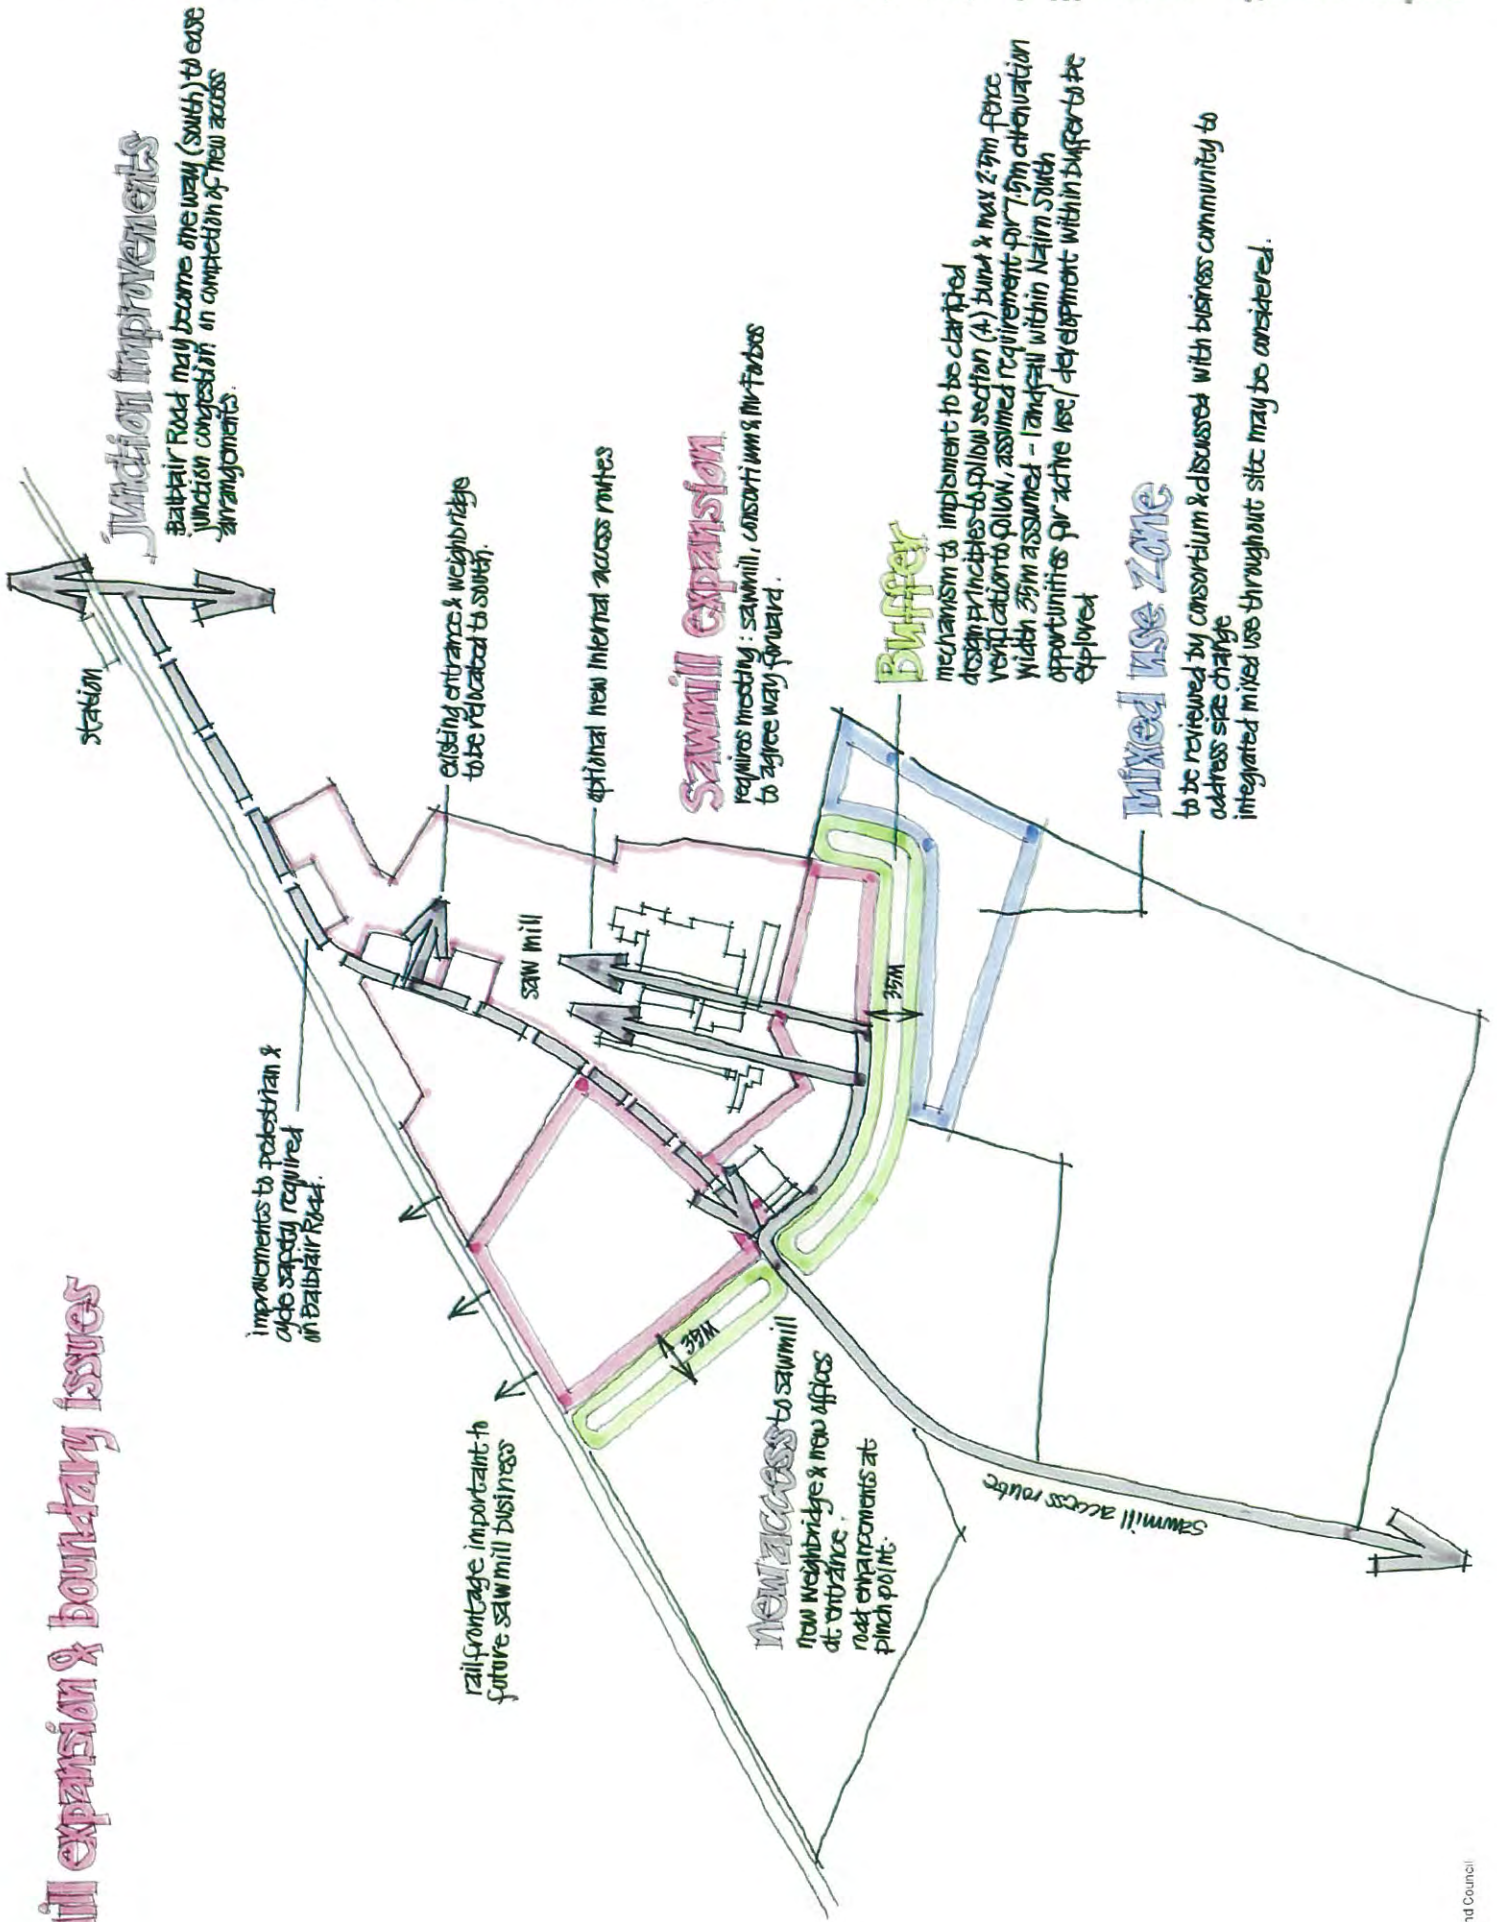 ill expansion & boundary issues
station
junction improvements
Balblair Road may become one way (south) to ease
junction congestion on completion of new access
arrangements.
improvements to pedestrian &
cycle safety required
on Balblair Road.
existing entrance & weighbridge
to be relocated to south.
optional new internal access routes
saw mill
Sawmill expansion
requires meeting: sawmill, consortium & Mr Forbes
to agree way forward.
rail frontage important to
future sawmill business
35M
35M
Buffer
mechanism to implement to be clarified
design principles to follow section (A) bund & max 2.5m fence
verification to follow, assumed requirement for 7.5m attenuation
width 35m assumed - landfall within Nairn South
opportunities for active use/development within buffer to be
explored
new access to sawmill
new weighbridge & new offices
at entrance.
road enhancements at
pinch point.
Mixed use Zone
to be reviewed by consortium & discussed with business community to
address size change
integrated mixed use throughout site may be considered.
sawmill access route
nd Council